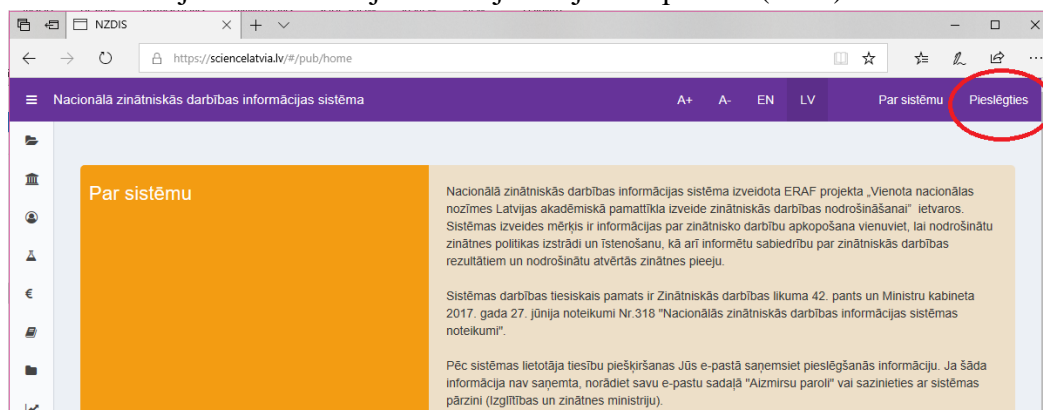 NZDIS
https://sciencelatvia.lv/#/pub/home
Nacionālā zinātniskās darbības informācijas sistēma A+ A- EN LV Par sistēmu Pieslēgties
Par sistēmu
Nacionālā zinātniskās darbības informācijas sistēma izveidota ERAF projekta „Vienota nacionālas
nozīmes Latvijas akadēmiskā pamattīkla izveide zinātniskās darbības nodrošināšanai” ietvaros.
Sistēmas izveides mērķis ir informācijas par zinātnisko darbību apkopošana vienuviet, lai nodrošinātu
zinātnes politikas izstrādi un īstenošanu, kā arī informētu sabiedrību par zinātniskās darbības
rezultātiem un nodrošinātu atvērtās zinātnes pieeju.
Sistēmas darbības tiesiskais pamats ir Zinātniskās darbības likuma 42. pants un Ministru kabineta
2017. gada 27. jūnija noteikumi Nr.318 "Nacionālās zinātniskās darbības informācijas sistēmas
noteikumi".
Pēc sistēmas lietotāja tiesību piešķiršanas Jūs e-pastā saņemsiet pieslēgšanās informāciju. Ja šāda
informācija nav saņemta, norādiet savu e-pastu sadaļā "Aizmirsu paroli" vai sazinieties ar sistēmas
pārzini (Izglītības un zinātnes ministriju).